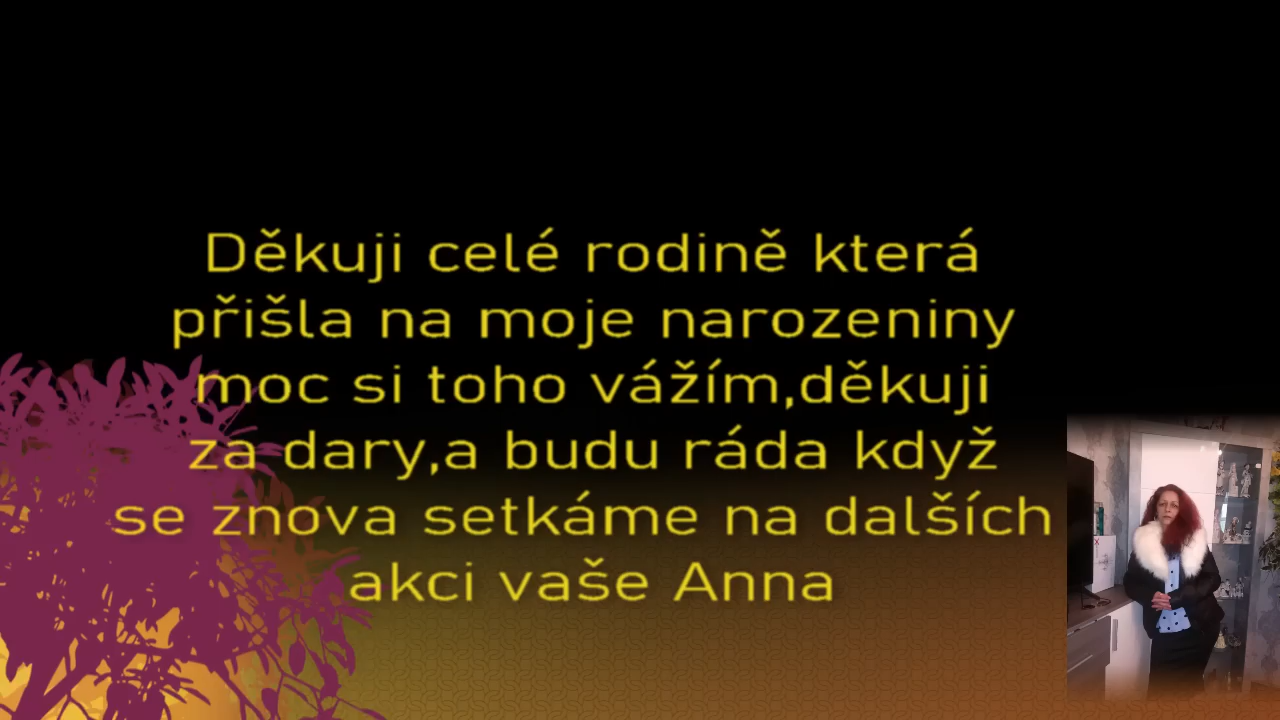 Děkuji celé rodině která
přišla na moje narozeniny
moc si toho vážím,děkuji
za dary,a budu ráda když
se znova setkáme na dalších
akci vaše Anna